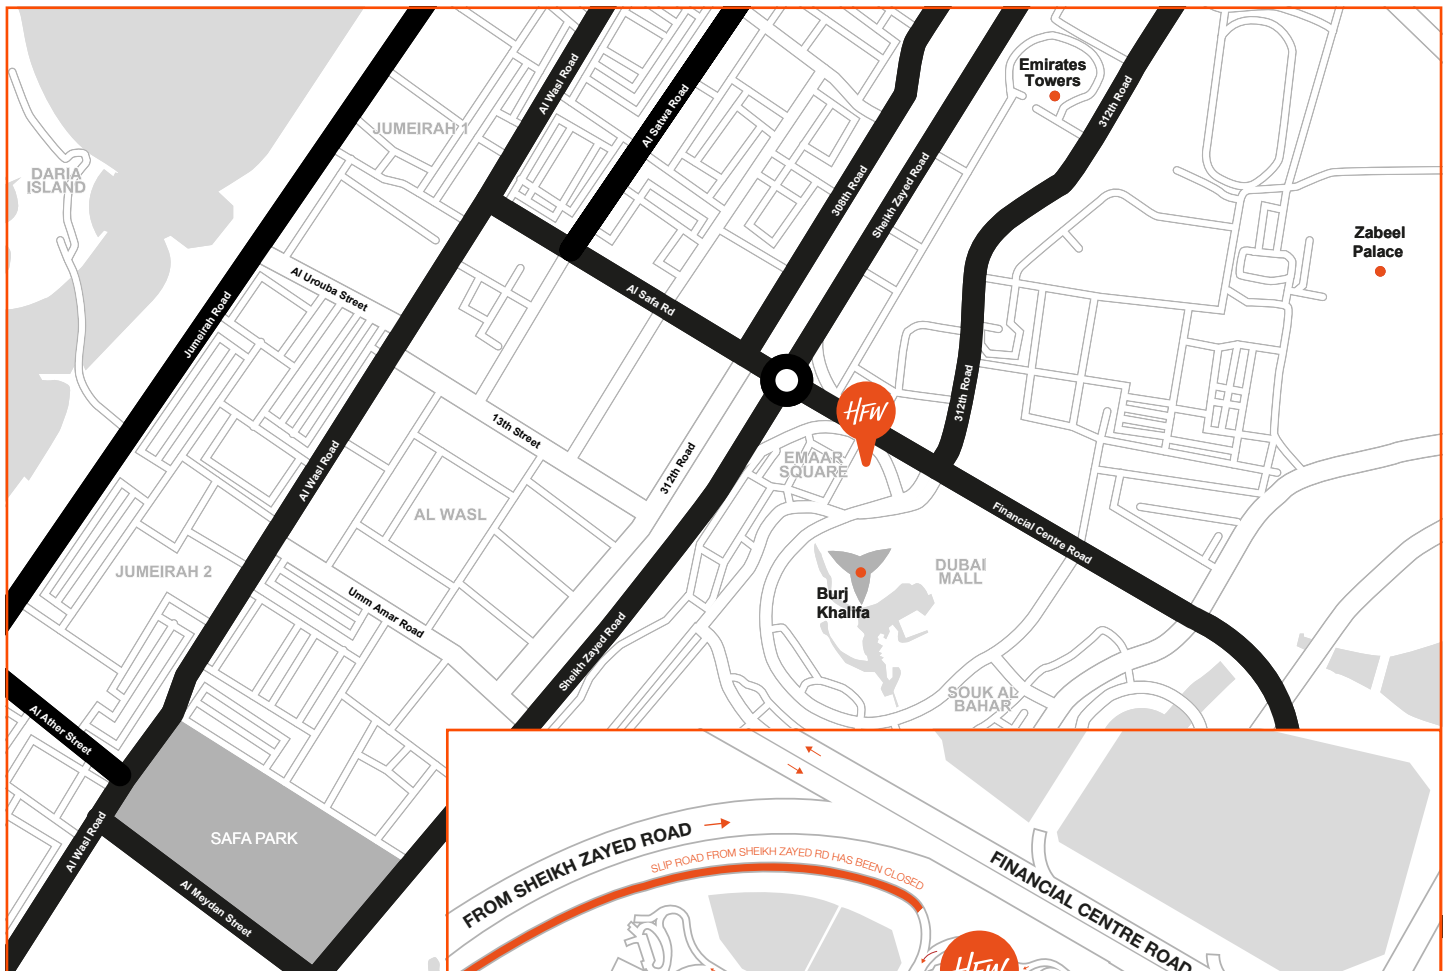 Emirates
Towers
Al Wasl Road
312th Road
Al Satwa Road
JUMEIRAH 1
DARIA
ISLAND
308th Road
Sheikh Zayed Road
Zabeel
Palace
Al Urouba Street
Al Safa Rd
Jumeirah Road
312th Road
HFW
13th Street
EMAAR
SQUARE
312th Road
Al Wasl Road
AL WASL
Financial Centre Road
JUMEIRAH 2
DUBAI
MALL
Burj
Khalifa
Umm Amar Road
Sheikh Zayed Road
SOUK AL
BAHAR
Al Ather Street
SAFA PARK
Al Wasl Road
Al Meydan Street
FROM SHEIKH ZAYED ROAD
SLIP ROAD FROM SHEIKH ZAYED RD HAS BEEN CLOSED
FINANCIAL CENTRE ROAD
HFW